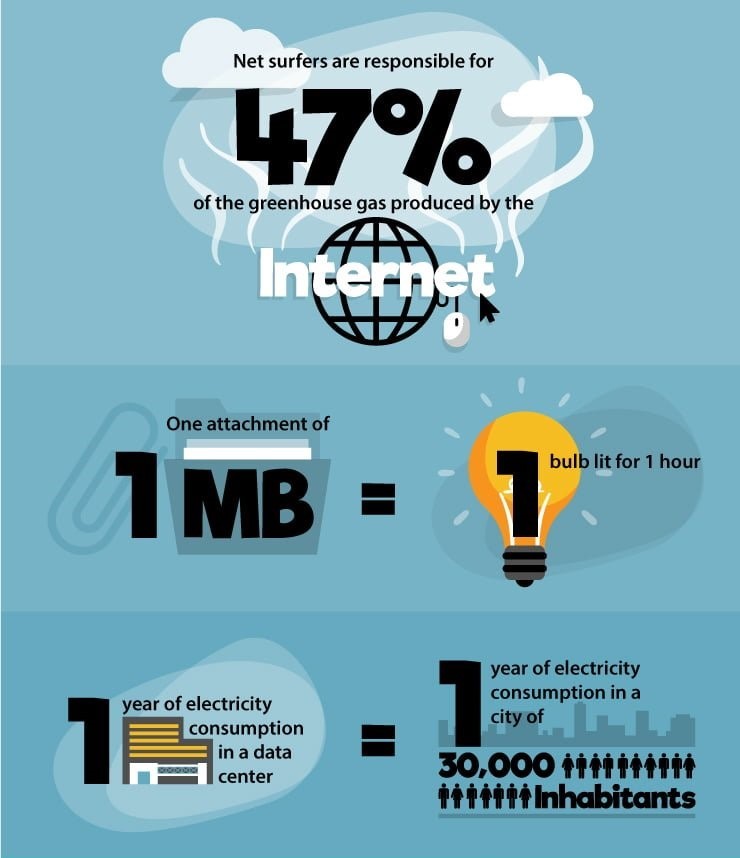 Net surfers are responsible for
47%
of the greenhouse gas produced by the
Internet
One attachment of
1 MB
=
1 bulb lit for 1 hour
1 year of electricity
consumption
in a data
center
=
1 year of electricity
consumption in a
city of
30,000
Inhabitants